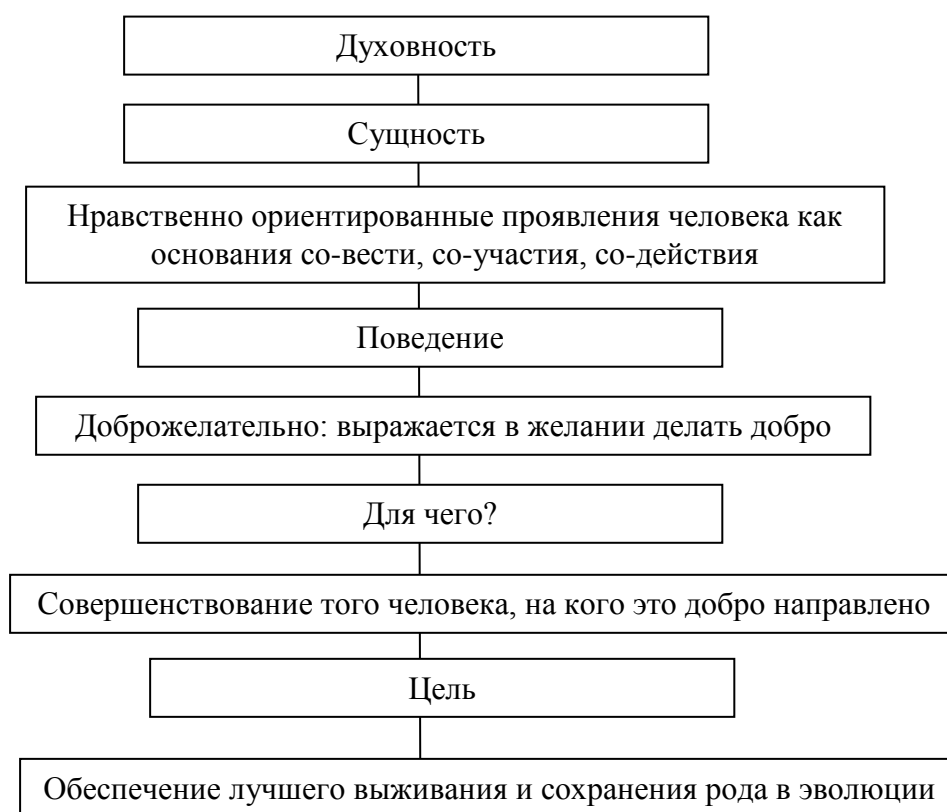 Духовность
Сущность
Нравственно ориентированные проявления человека как
основания со-вести, со-участия, со-действия
Поведение
Доброжелательно: выражается в желании делать добро
Для чего?
Совершенствование того человека, на кого это добро направлено
Цель
Обеспечение лучшего выживания и сохранения рода в эволюции